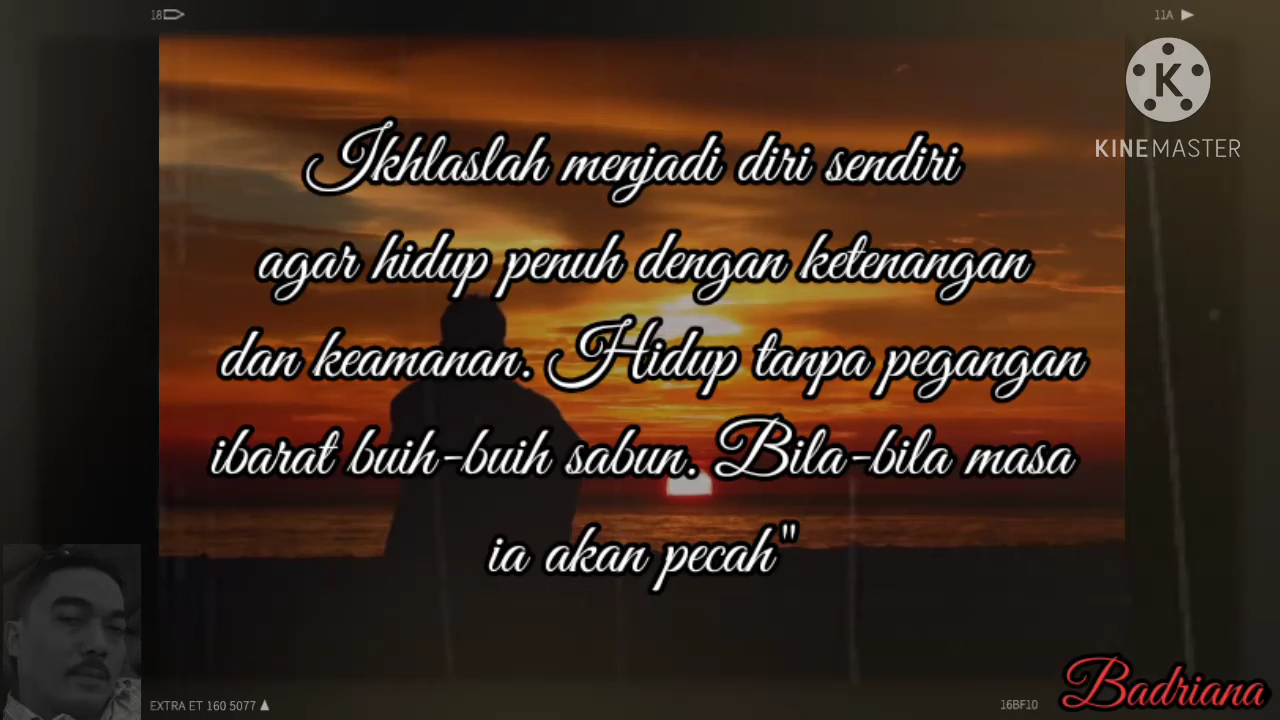 18
11A
KINEMASTER
Ikhlaslah menjadi diri sendiri
agar hidup penuh dengan ketenangan
dan keamanan. Hidup tanpa pegangan
ibarat buih-buih sabun. Bila-bila masa
ia akan pecah"
Badriana
EXTRA ET 160 5077
16BF10